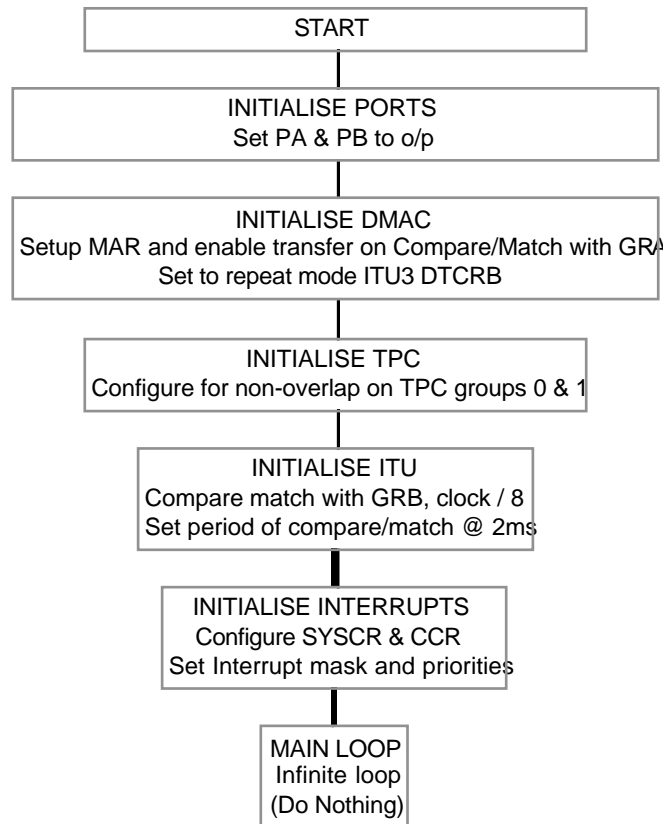 START
INITIALISE PORTS
Set PA & PB to o/p
INITIALISE DMAC
Setup MAR and enable transfer on Compare/Match with GRA
Set to repeat mode ITU3 DTCRB
INITIALISE TPC
Configure for non-overlap on TPC groups 0 & 1
INITIALISE ITU
Compare match with GRB, clock / 8
Set period of compare/match @ 2ms
INITIALISE INTERRUPTS
Configure SYSCR & CCR
Set Interrupt mask and priorities
MAIN LOOP
Infinite loop
(Do Nothing)